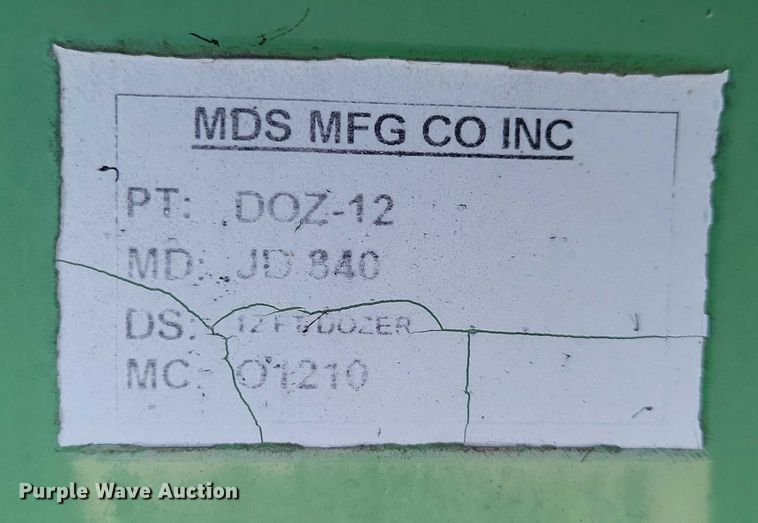 MDS MFG CO INC
PT: DOZ-12
MD: JD 840
DS: 12 FT/DOZER
MC: O1210
Purple Wave Auction